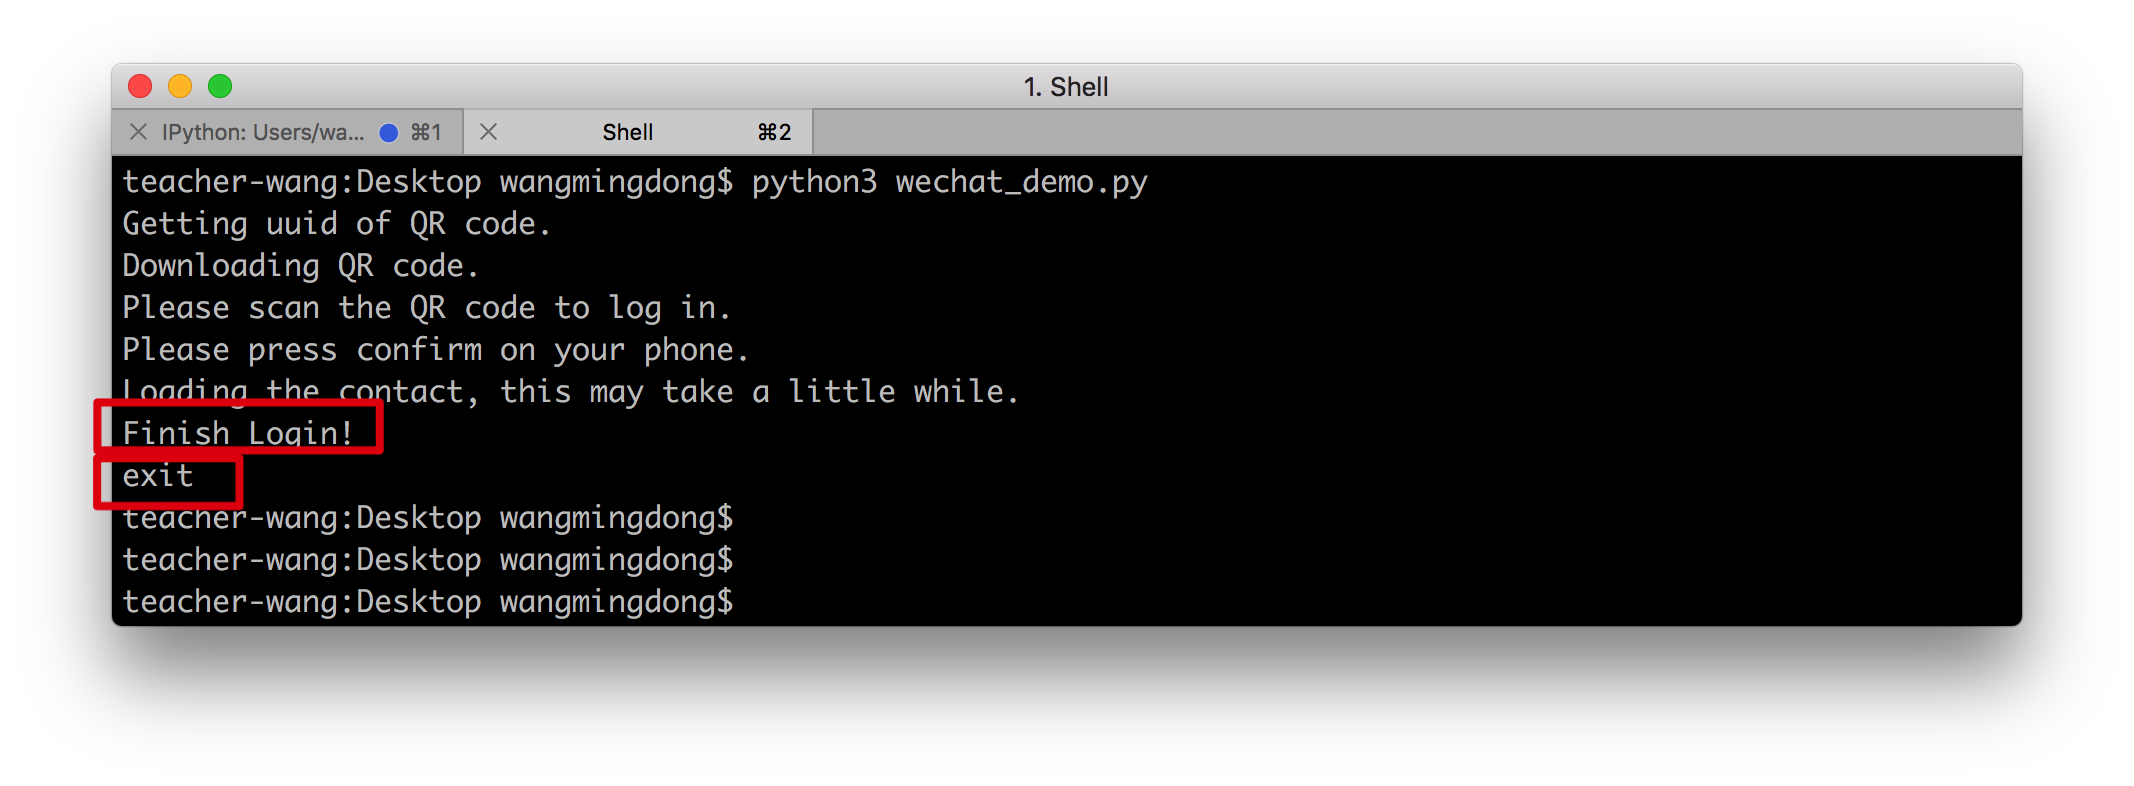 1. Shell
IPython: Users/wa... ⌘1
Shell ⌘2
teacher-wang:Desktop wangmingdong$ python3 wechat_demo.py
Getting uuid of QR code.
Downloading QR code.
Please scan the QR code to log in.
Please press confirm on your phone.
Loading the contact, this may take a little while.
Finish Login!
exit
teacher-wang:Desktop wangmingdong$
teacher-wang:Desktop wangmingdong$
teacher-wang:Desktop wangmingdong$